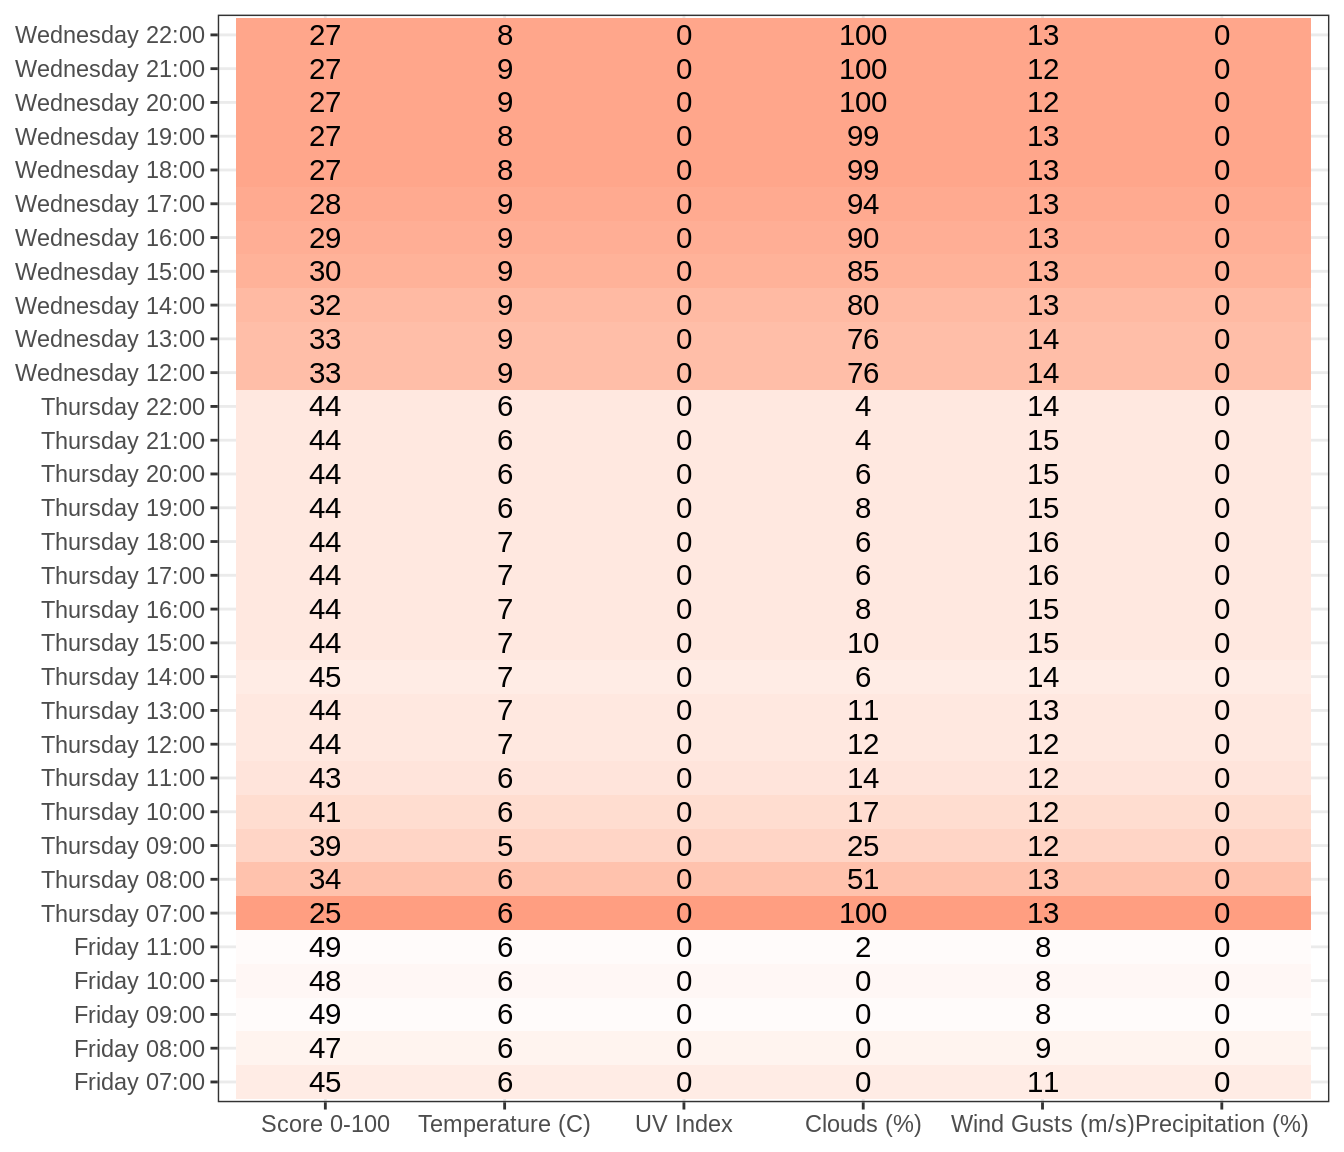 Wednesday 22:00 27 8 0 100 13 0
Wednesday 21:00 27 9 0 100 12 0
Wednesday 20:00 27 9 0 100 12 0
Wednesday 19:00 27 8 0 99 13 0
Wednesday 18:00 27 8 0 99 13 0
Wednesday 17:00 28 9 0 94 13 0
Wednesday 16:00 29 9 0 90 13 0
Wednesday 15:00 30 9 0 85 13 0
Wednesday 14:00 32 9 0 80 13 0
Wednesday 13:00 33 9 0 76 14 0
Wednesday 12:00 33 9 0 76 14 0
Thursday 22:00 44 6 0 4 14 0
Thursday 21:00 44 6 0 4 15 0
Thursday 20:00 44 6 0 6 15 0
Thursday 19:00 44 6 0 8 15 0
Thursday 18:00 44 7 0 6 16 0
Thursday 17:00 44 7 0 6 16 0
Thursday 16:00 44 7 0 8 15 0
Thursday 15:00 44 7 0 10 15 0
Thursday 14:00 45 7 0 6 14 0
Thursday 13:00 44 7 0 11 13 0
Thursday 12:00 44 7 0 12 12 0
Thursday 11:00 43 6 0 14 12 0
Thursday 10:00 41 6 0 17 12 0
Thursday 09:00 39 5 0 25 12 0
Thursday 08:00 34 6 0 51 13 0
Thursday 07:00 25 6 0 100 13 0
Friday 11:00 49 6 0 2 8 0
Friday 10:00 48 6 0 0 8 0
Friday 09:00 49 6 0 0 8 0
Friday 08:00 47 6 0 0 9 0
Friday 07:00 45 6 0 0 11 0
Score 0-100 Temperature (C) UV Index Clouds (%) Wind Gusts (m/s) Precipitation (%)